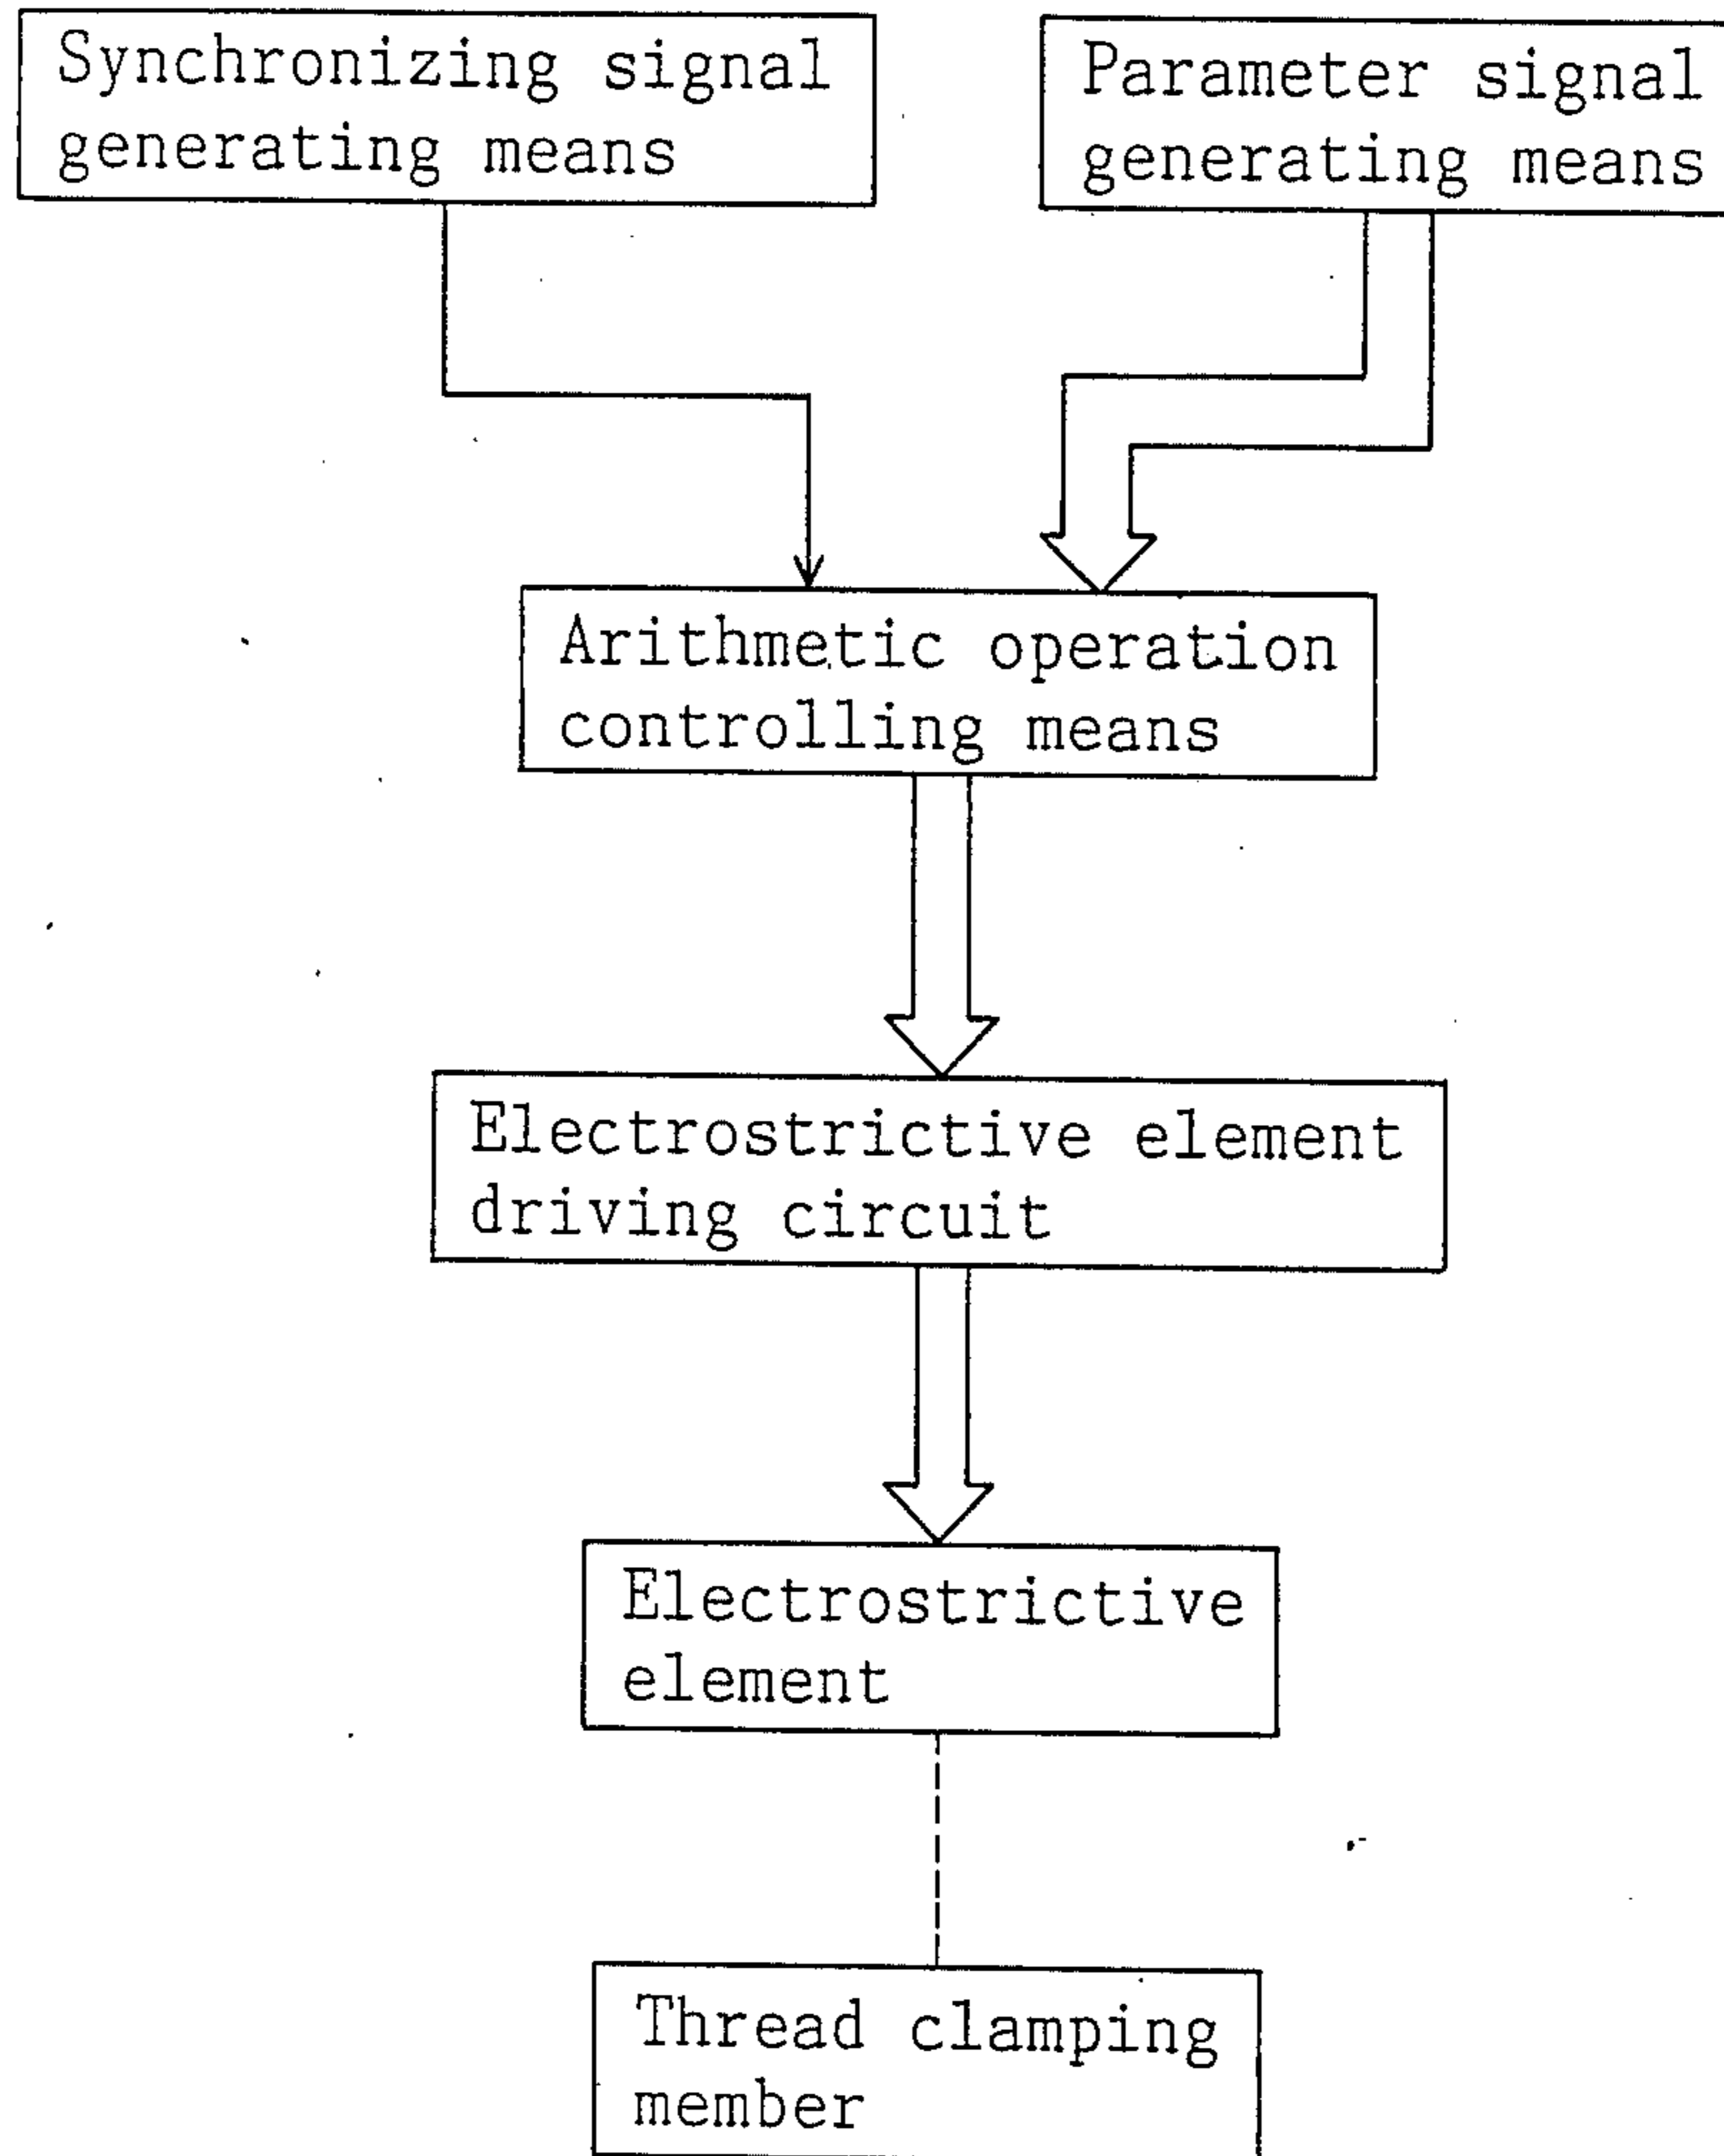 Synchronizing signal
generating means
Parameter signal
generating means
Arithmetic operation
controlling means
Electrostrictive element
driving circuit
Electrostrictive
element
Thread clamping
member